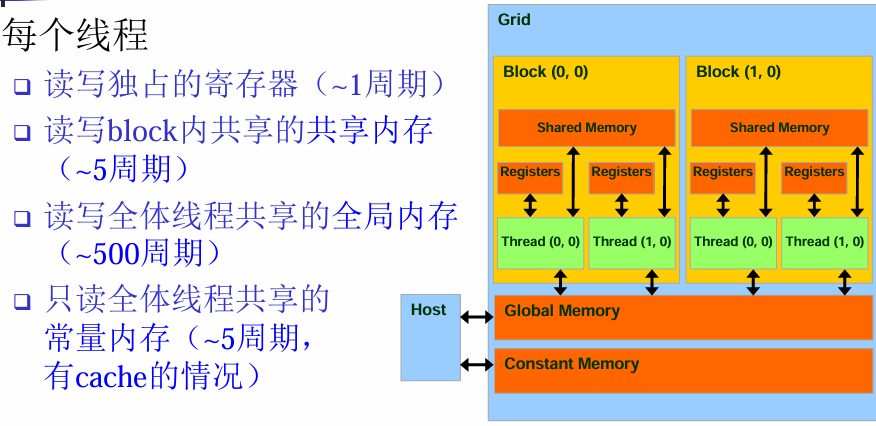 每个线程
读写独占的寄存器（~1周期）
读写block内共享的共享内存
（~5周期）
读写全体线程共享的全局内存
（~500周期）
只读全体线程共享的
常量内存（~5周期，
有cache的情况）
Grid
Block (0, 0)
Shared Memory
Registers
Registers
Thread (0, 0)
Thread (1, 0)
Block (1, 0)
Shared Memory
Registers
Registers
Thread (0, 0)
Thread (1, 0)
Host
Global Memory
Constant Memory